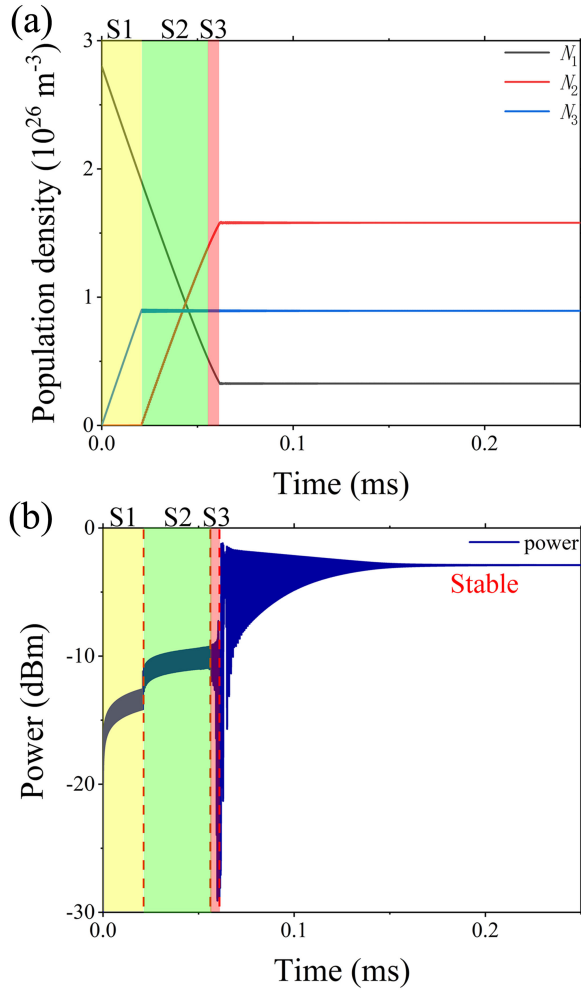 (a)
S1 S2 S3
3
2
1
0
Population density (10²⁶ m⁻³)
N₁
N₂
N₃
0.0 0.1 0.2
Time (ms)
(b)
S1 S2 S3
0
-10
-20
-30
Power (dBm)
power
Stable
0.0 0.1 0.2
Time (ms)